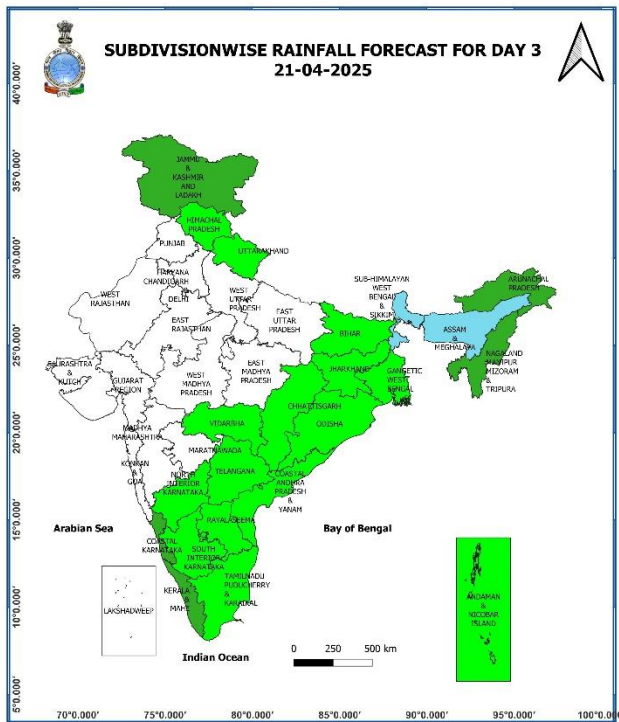 SUBDIVISIONWISE RAINFALL FORECAST FOR DAY 3
21-04-2025
40°0.000'
35°0.000'
30°0.000'
25°0.000'
20°0.000'
15°0.000'
10°0.000'
5°0.000'
JAMMU
&
KASHMIR
AND
LADAKH
HIMACHAL
PRADESH
PUNJAB
UTTARAKHAND
HARYANA
CHANDIGARH
&
DELHI
WEST
RAJASTHAN
WEST
UTTAR
PRADESH
EAST
RAJASTHAN
EAST
UTTAR
PRADESH
SUB-HIMALAYAN
WEST
BENGAL
&
SIKKIM
ARUNACHAL
PRADESH
ASSAM
&
MEGHALAYA
NAGALAND
MANIPUR
MIZORAM
&
TRIPURA
BIHAR
JHARKHAND
GANGETIC
WEST
BENGAL
SAURASHTRA
&
KUTCH
GUJARAT
REGION
WEST
MADHYA
PRADESH
EAST
MADHYA
PRADESH
CHHATTISGARH
ODISHA
VIDARBHA
MADHYA
MAHARASHTRA
MARATHWADA
KONKAN
&
GOA
NORTH
INTERIOR
KARNATAKA
TELANGANA
COASTAL
ANDHRA
PRADESH
&
YANAM
RAYALASEEMA
COASTAL
KARNATAKA
SOUTH
INTERIOR
KARNATAKA
TAMILNADU
PUDUCHERRY
&
KARAIKAL
KERALA
&
MAHE
LAKSHADWEEP
ANDAMAN
&
NICOBAR
ISLAND
Arabian Sea
Bay of Bengal
Indian Ocean
0 250 500 km
70°0.000' 75°0.000' 80°0.000' 85°0.000' 90°0.000' 95°0.000' 100°0.00